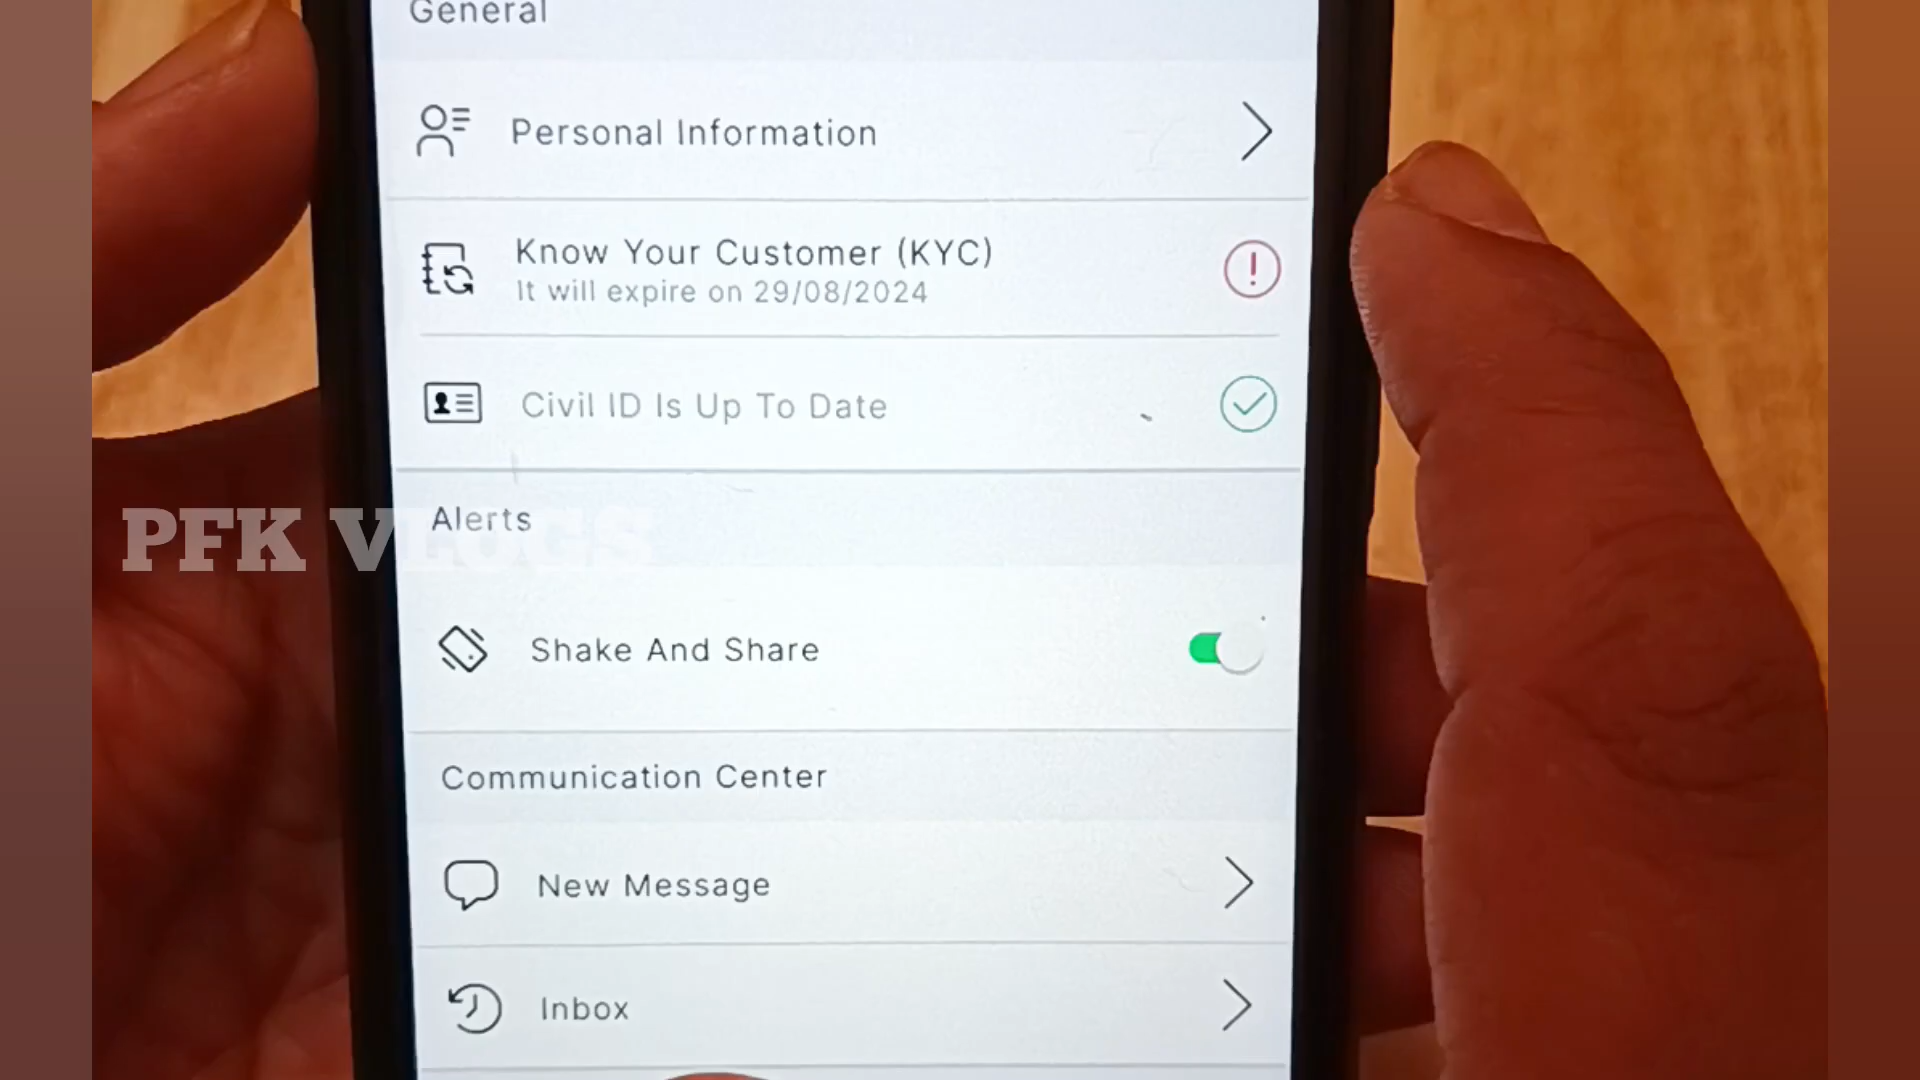 General
Personal Information
Know Your Customer (KYC)
It will expire on 29/08/2024
Civil ID Is Up To Date
Alerts
PFK VLOGS
Shake And Share
Communication Center
New Message
Inbox